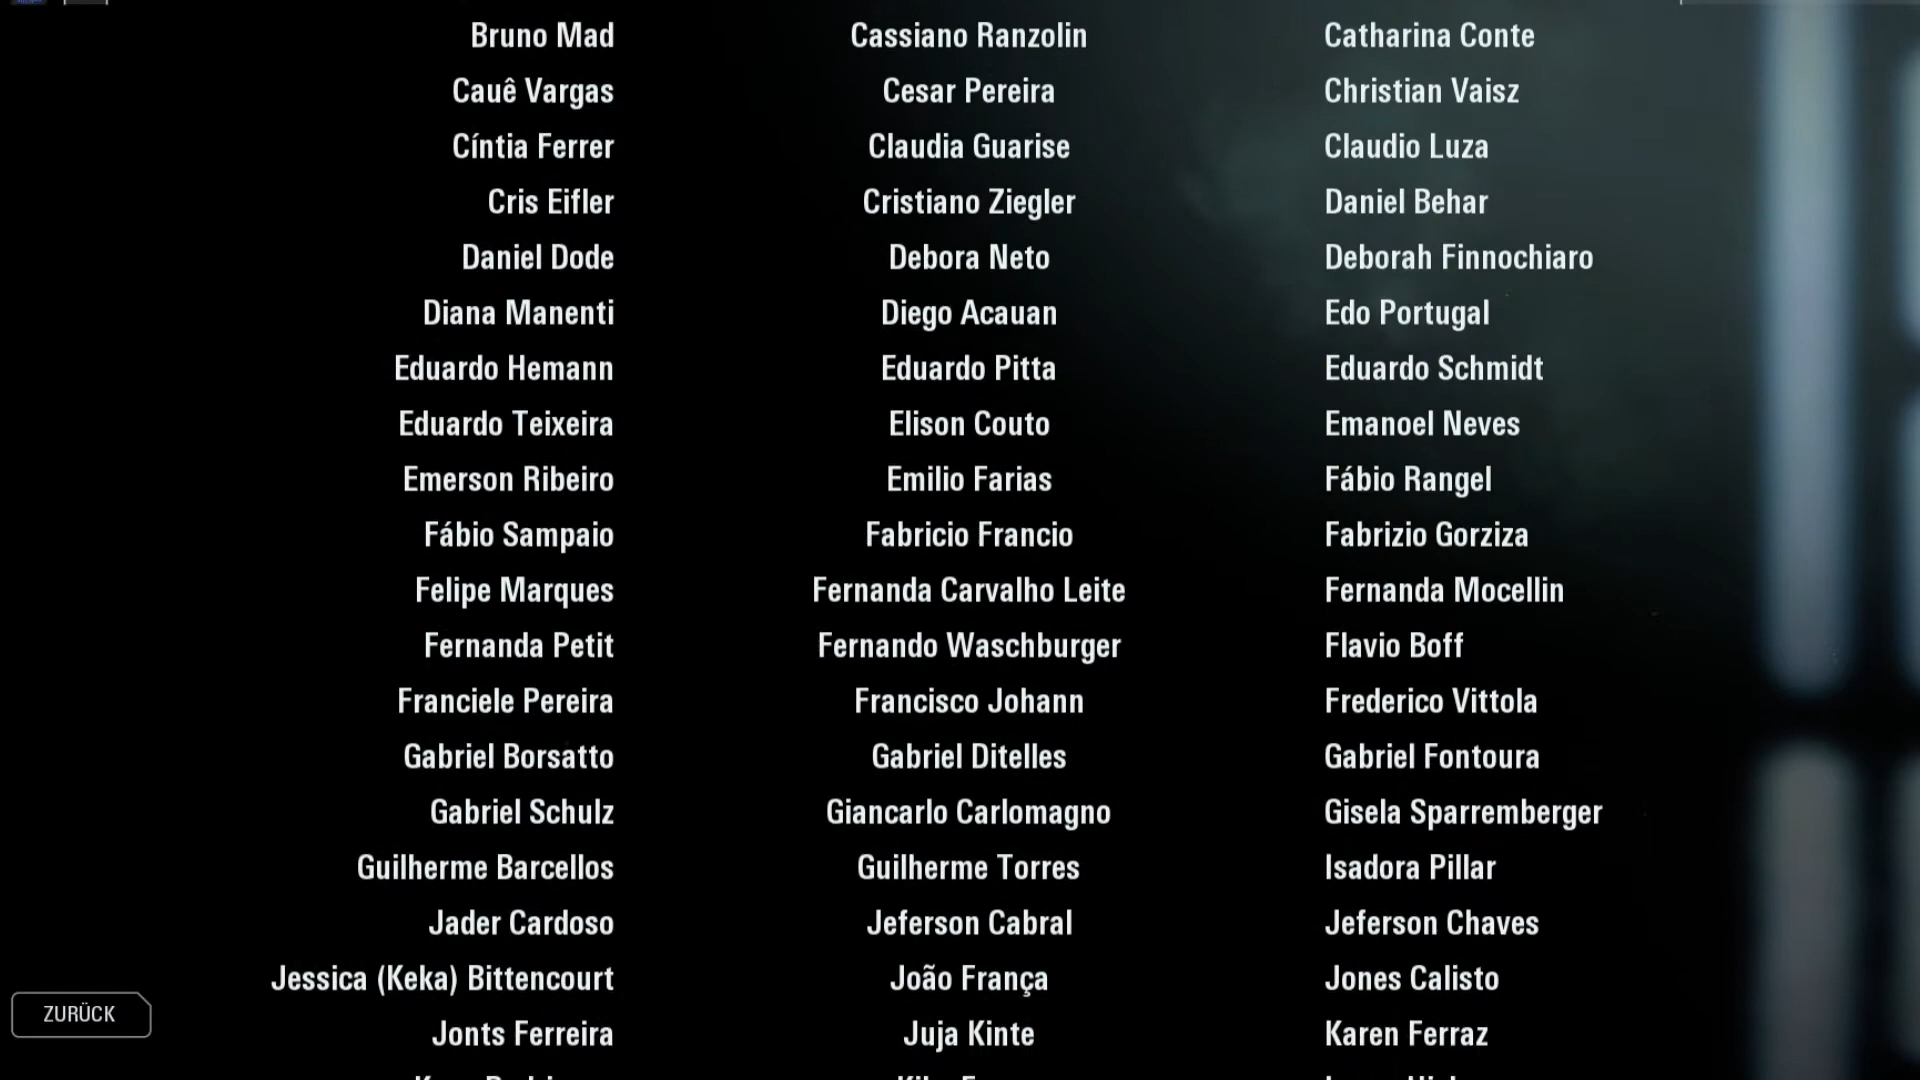 Bruno Mad Cassiano Ranzolin Catharina Conte
Cauê Vargas Cesar Pereira Christian Vaisz
Cíntia Ferrer Claudia Guarise Claudio Luza
Cris Eifler Cristiano Ziegler Daniel Behar
Daniel Dode Debora Neto Deborah Finnochiaro
Diana Manenti Diego Acauan Edo Portugal
Eduardo Hemann Eduardo Pitta Eduardo Schmidt
Eduardo Teixeira Elison Couto Emanoel Neves
Emerson Ribeiro Emilio Farias Fábio Rangel
Fábio Sampaio Fabricio Francio Fabrizio Gorziza
Felipe Marques Fernanda Carvalho Leite Fernanda Mocellin
Fernanda Petit Fernando Waschburger Flavio Boff
Franciele Pereira Francisco Johann Frederico Vittola
Gabriel Borsatto Gabriel Ditelles Gabriel Fontoura
Gabriel Schulz Giancarlo Carlomagno Gisela Sparremberger
Guilherme Barcellos Guilherme Torres Isadora Pillar
Jader Cardoso Jeferson Cabral Jeferson Chaves
Jessica (Keka) Bittencourt João França Jones Calisto
ZURÜCK
Jonts Ferreira Juja Kinte Karen Ferraz